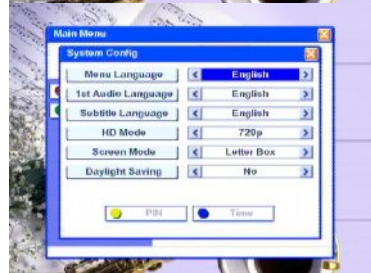 Main Menu
System Config
Menu Language < English >
1st Audio Language < English >
Subtitle Language < English >
HD Mode < 720p >
Screen Mode < Letter Box >
Daylight Saving < No >
PIN Time